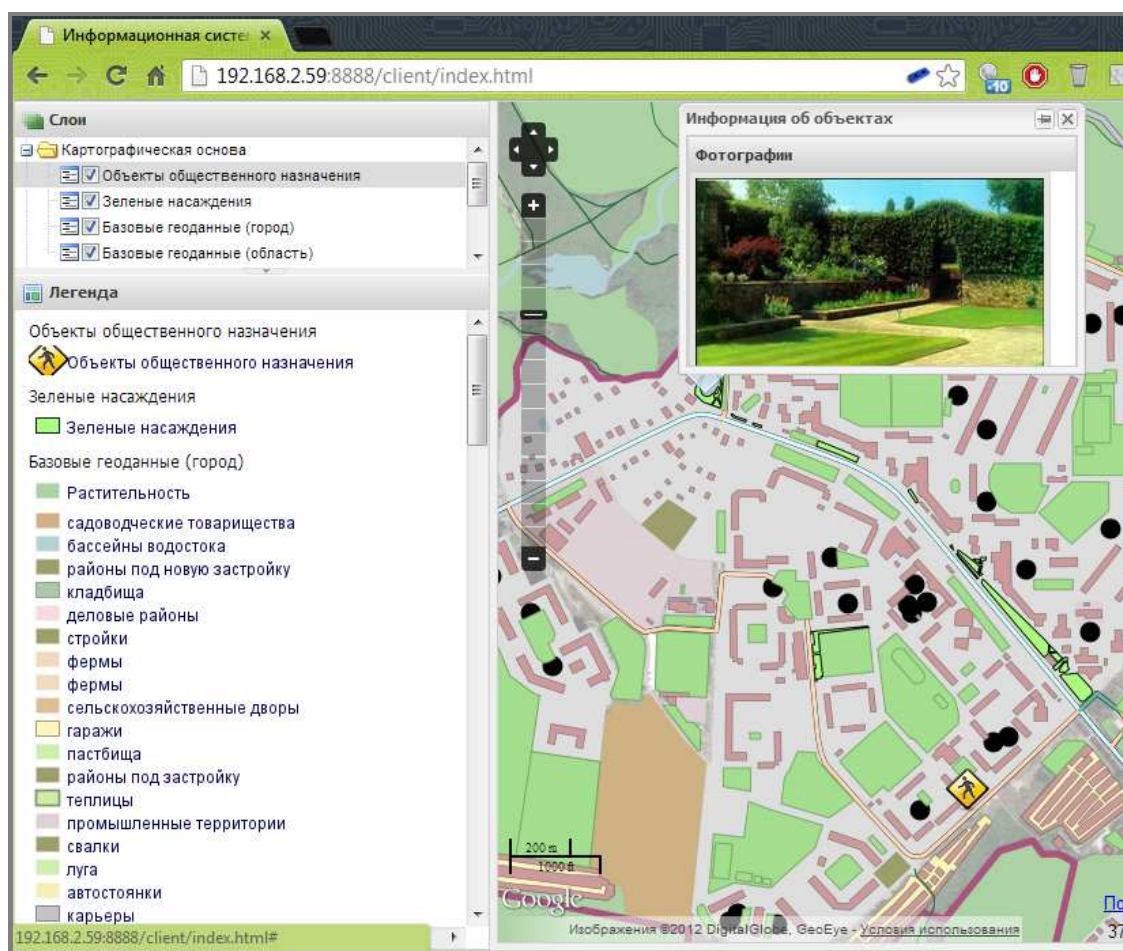 Информационная систе
192.168.2.59:8888/client/index.html
-10
Слои
Картографическая основа
Объекты общественного назначения
Зеленые насаждения
Базовые геоданные (город)
Базовые геоданные (область)
Легенда
Объекты общественного назначения
Объекты общественного назначения
Зеленые насаждения
Зеленые насаждения
Базовые геоданные (город)
Растительность
садоводческие товарищества
бассейны водостока
районы под новую застройку
кладбища
деловые районы
стройки
фермы
фермы
сельскохозяйственные дворы
гаражи
пастбища
районы под застройку
теплицы
промышленные территории
свалки
луга
автостоянки
карьеры
192.168.2.59:8888/client/index.html#
Информация об объектах
Фотографии
200 m
1000 ft
Google
Изображения ©2012 DigitalGlobe, GeoEye - Условия использования
По
37